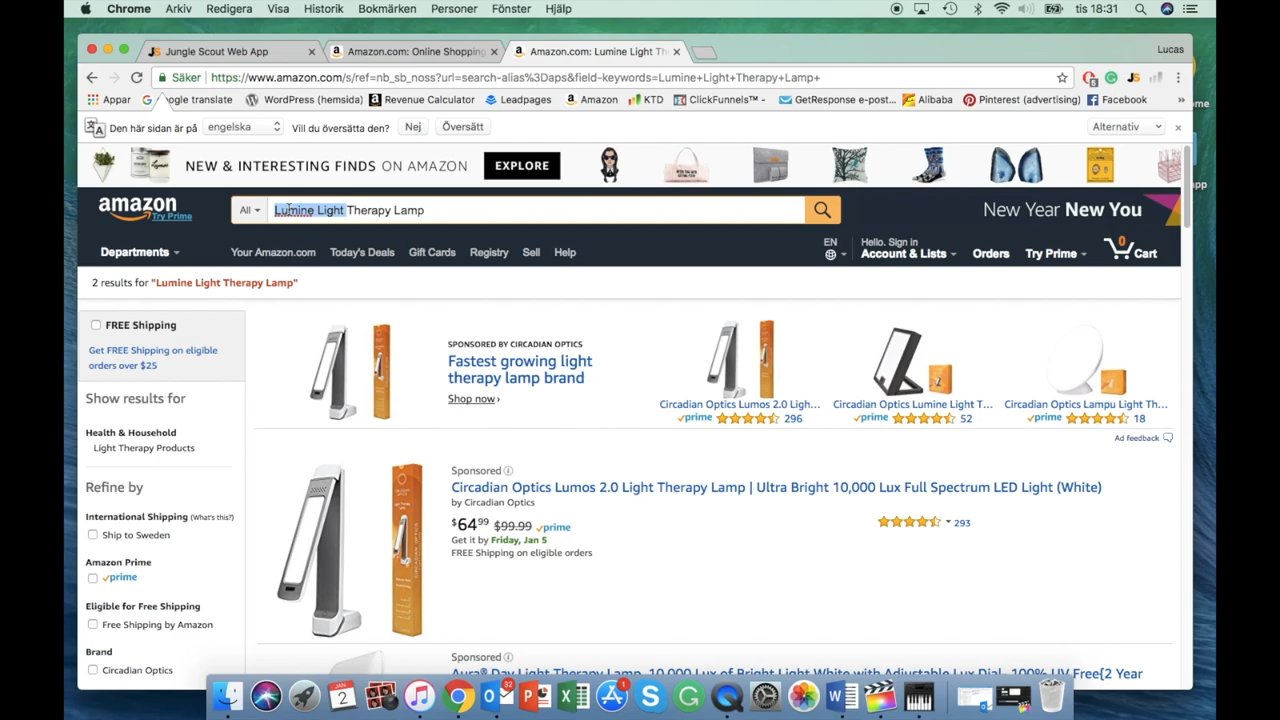 Chrome Arkiv Redigera Visa Historik Bokmärken Personer Fönster Hjälp tis 18:31
Jungle Scout Web App
Amazon.com: Online Shopping
Amazon.com: Lumine Light Th
Lucas
Säker https://www.amazon.com/s/ref=nb_sb_noss?url=search-alias%3Daps&field-keywords=Lumine+Light+Therapy+Lamp+
Appar ogle translate WordPress (hemsida) Revenue Calculator Leadpages Amazon KTD ClickFunnels™ - GetResponse e-post... Alibaba Pinterest (advertising) Facebook »
Den här sidan är på engelska Vill du översätta den? Nej Översätt Alternativ
NEW & INTERESTING FINDS ON AMAZON EXPLORE
amazon
Try Prime
All Lumine Light Therapy Lamp
New Year New You
Departments Your Amazon.com Today's Deals Gift Cards Registry Sell Help
EN
Hello. Sign in
Account & Lists Orders Try Prime 0 Cart
2 results for "Lumine Light Therapy Lamp"
FREE Shipping
Get FREE Shipping on eligible
orders over $25
Show results for
Health & Household
Light Therapy Products
Refine by
International Shipping (What's this?)
Ship to Sweden
Amazon Prime
prime
Eligible for Free Shipping
Free Shipping by Amazon
Brand
Circadian Optics
SPONSORED BY CIRCADIAN OPTICS
Fastest growing light
therapy lamp brand
Shop now ›
Circadian Optics Lumos 2.0 Ligh...
prime 296
Circadian Optics Lumine Light T...
prime 52
Circadian Optics Lampu Light Th...
prime 18
Ad feedback
Sponsored
Circadian Optics Lumos 2.0 Light Therapy Lamp | Ultra Bright 10,000 Lux Full Spectrum LED Light (White)
by Circadian Optics
$64 99 $99.99 prime
293
Get it by Friday, Jan 5
FREE Shipping on eligible orders
Sponsored
Light Therapy Lamp, 10,000 Lux of Bright Light White with Adjustable Lux Dial, 100% UV Free{2 Year
32
1